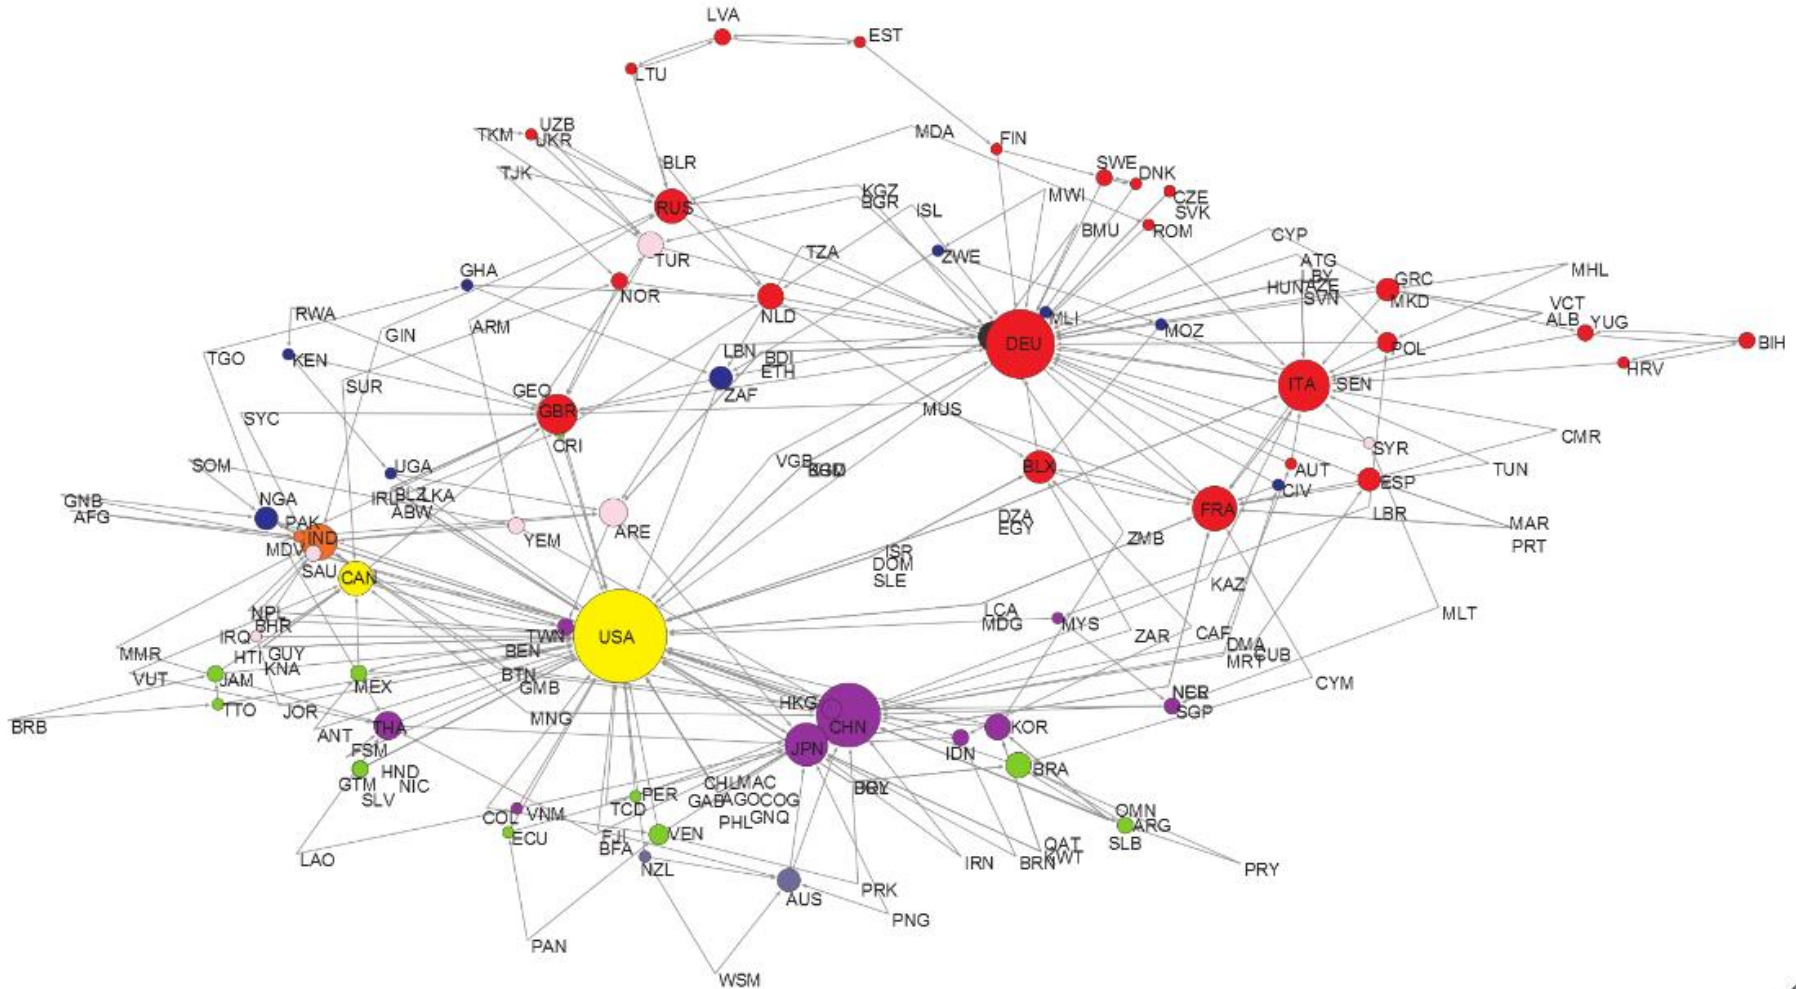 LVA
EST
LTU
UZB
TKM
UKR
MDA
FIN
BLR
SWE
DNK
TJK
KGZ
BGR
MWI
CZE
SVK
RUS
ISL
BMU
ROM
CYP
TZA
ZWE
TUR
ATG
GHA
LBY
MHL
HUN
AZE
GRC
NOR
SVN
MKD
NLD
VCT
RWA
ARM
MLI
ALB
YUG
GIN
MOZ
DEU
BIH
TGO
KEN
LBN
BDI
POL
ETH
HRV
SUR
GEO
ZAF
ITA
SEN
SYC
GBR
MUS
CRI
CMR
SYR
SOM
UGA
VGB
BLX
AUT
TUN
ESP
GNB
NGA
IRL
BLZ
LKA
CIV
AFG
PAK
ABW
FRA
LBR
IND
YEM
ARE
DZA
EGY
MAR
ZMB
PRT
MDV
SAU
ISR
CAN
DOM
SLE
KAZ
NPL
LCA
MLT
BHR
MDG
MYS
IRQ
TWN
USA
ZAR
CAF
MMR
HTI
GUY
BEN
DMA
KNA
MRT
CUB
VUT
JAM
MEX
BTN
GMB
CYM
TTO
JOR
HKG
NER
SGP
BRB
MNG
CHN
KOR
ANT
THA
FSM
JPN
IDN
HND
BRA
GTM
NIC
CHL
MAC
SLV
PER
GAB
AGO
COG
COL
VNM
TCD
OMN
PHL
GNQ
ARG
ECU
FJI
VEN
SLB
BFA
QAT
LAO
IRN
BRN
KWT
NZL
PRY
PRK
AUS
PNG
PAN
WSM